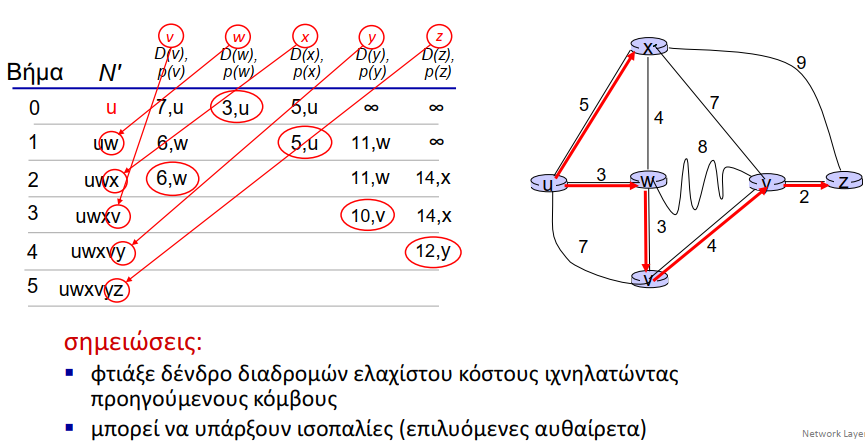 v w x y z
D(v), D(w), D(x), D(y), D(z),
Βήμα N' p(v) p(w) p(x) p(y) p(z)
0 u 7,u 3,u 5,u ∞ ∞
1 uw 6,w 5,u 11,w ∞
2 uwx 6,w 11,w 14,x
3 uwxv 10,v 14,x
4 uwxvy 12,y
5 uwxvyz
x
9
5
7
4
8
u
3
w
y
z
2
3
7
4
v
σημειώσεις:
▪ φτιάξε δένδρο διαδρομών ελαχίστου κόστους ιχνηλατώντας
προηγούμενους κόμβους
▪ μπορεί να υπάρξουν ισοπαλίες (επιλυόμενες αυθαίρετα)
Network Layer